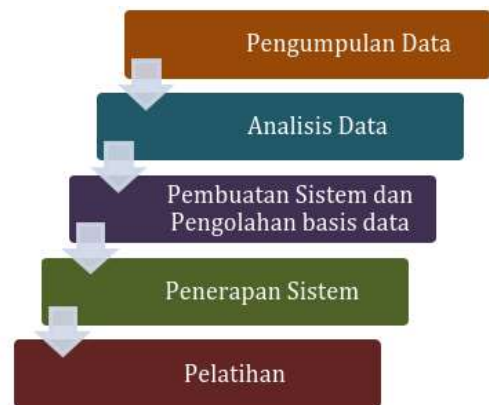 Pengumpulan Data
Analisis Data
Pembuatan Sistem dan
Pengolahan basis data
Penerapan Sistem
Pelatihan